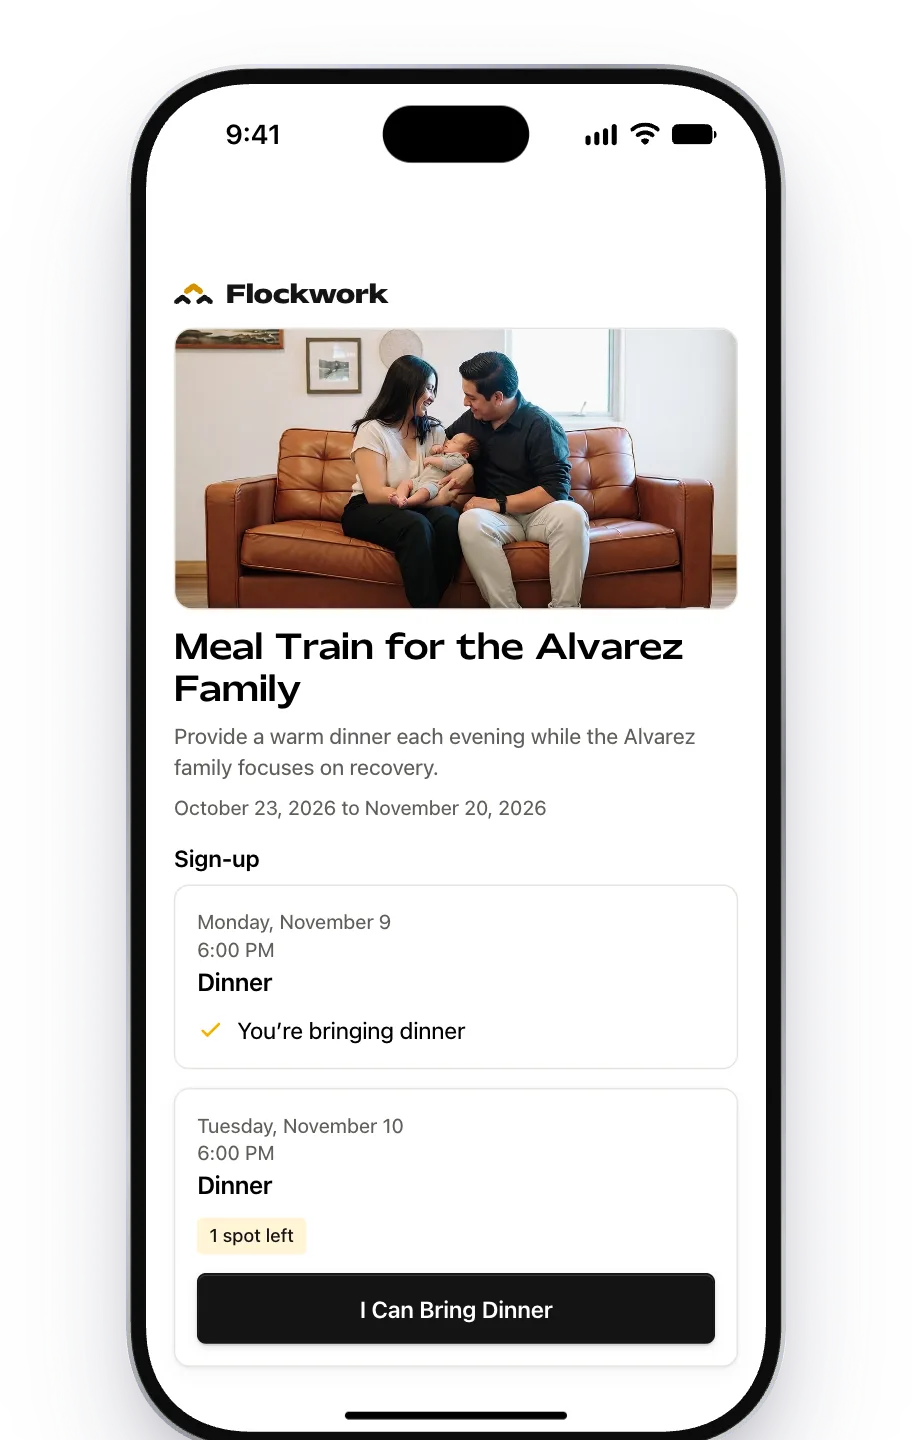 9:41
Flockwork
Meal Train for the Alvarez
Family
Provide a warm dinner each evening while the Alvarez
family focuses on recovery.
October 23, 2026 to November 20, 2026
Sign-up
Monday, November 9
6:00 PM
Dinner
You’re bringing dinner
Tuesday, November 10
6:00 PM
Dinner
1 spot left
I Can Bring Dinner